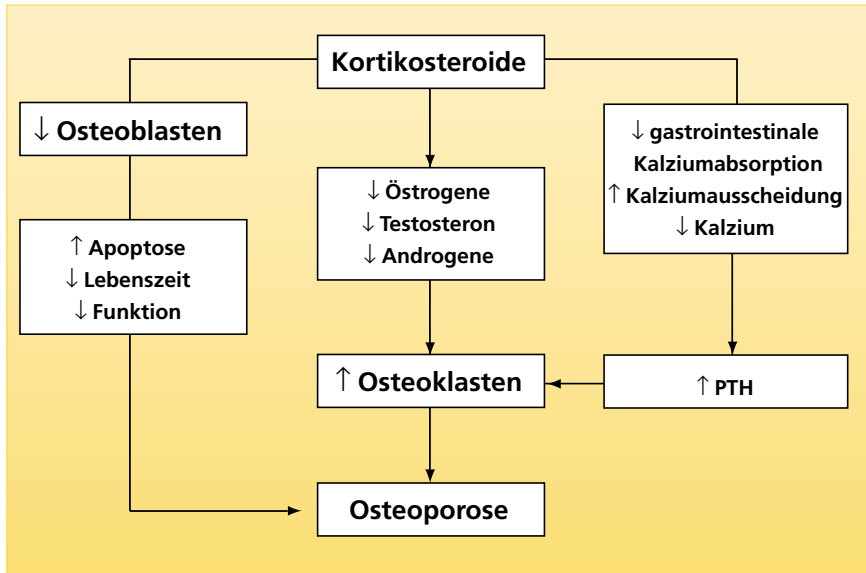 Kortikosteroide
↓ Osteoblasten
↓ gastrointestinale
Kalziumabsorption
↑ Kalziumausscheidung
↓ Kalzium
↓ Östrogene
↓ Testosteron
↓ Androgene
↑ Apoptose
↓ Lebenszeit
↓ Funktion
↑ Osteoklasten
↑ PTH
Osteoporose